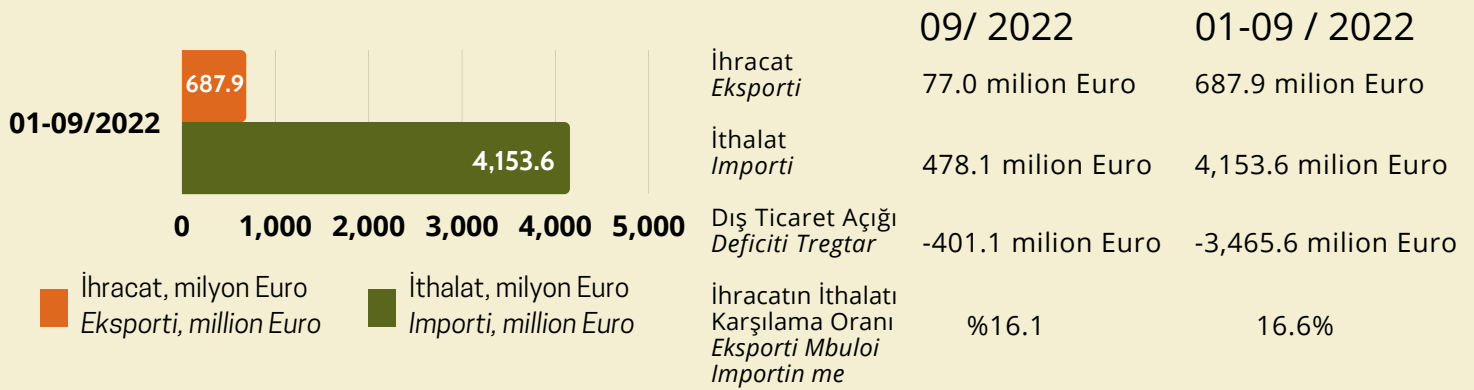 687.9
01-09/2022
4,153.6
0 1,000 2,000 3,000 4,000 5,000
İhracat, milyon Euro
Eksporti, million Euro
İthalat, milyon Euro
Importi, million Euro
09/ 2022 01-09 / 2022
İhracat
Eksporti
77.0 milion Euro 687.9 milion Euro
İthalat
Importi
478.1 milion Euro 4,153.6 milion Euro
Dış Ticaret Açığı
Deficiti Tregtar
-401.1 milion Euro -3,465.6 milion Euro
İhracatın İthalatı
Karşılama Oranı
Eksporti Mbuloi
Importin me
%16.1 16.6%